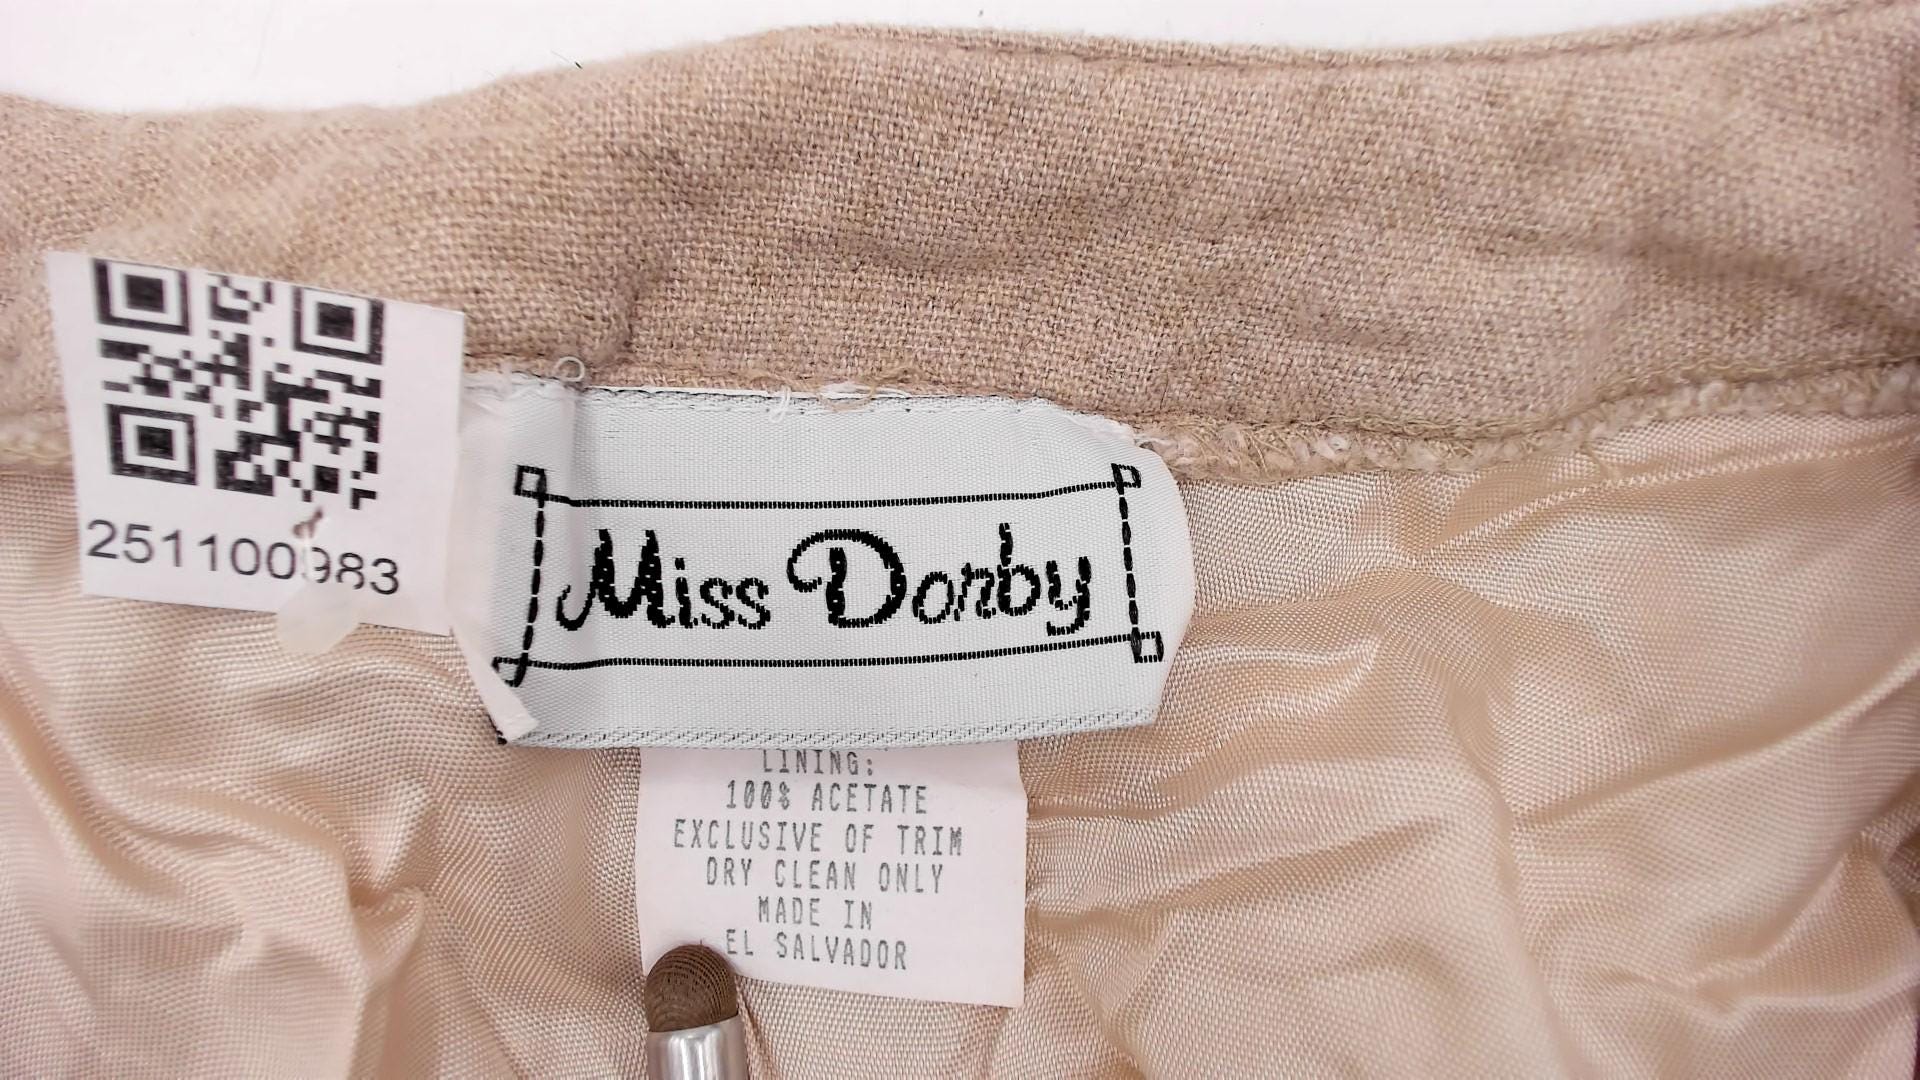 251100983
Miss Dorby
LINING:
100% ACETATE
EXCLUSIVE OF TRIM
DRY CLEAN ONLY
MADE IN
EL SALVADOR